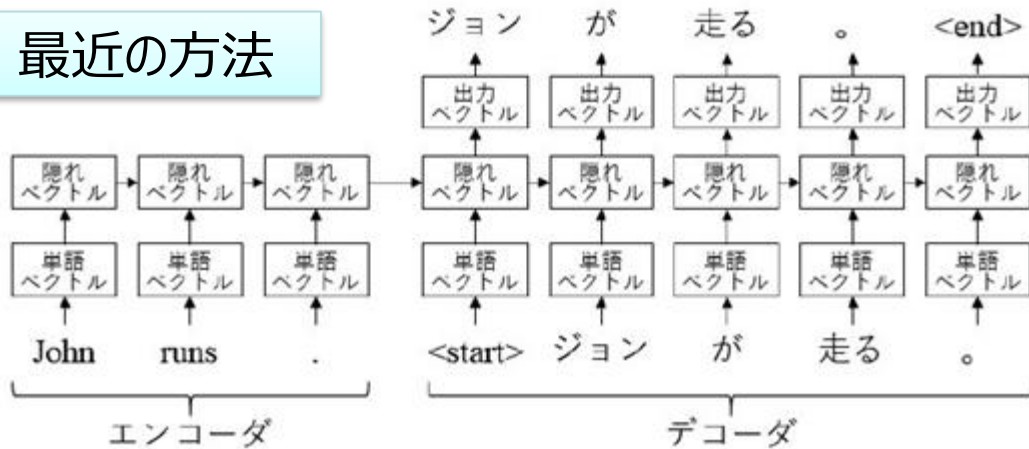 最近の方法
ジョン が 走る 。 <end>
出力ベクトル 出力ベクトル 出力ベクトル 出力ベクトル 出力ベクトル
隠れベクトル 隠れベクトル 隠れベクトル 隠れベクトル 隠れベクトル 隠れベクトル 隠れベクトル 隠れベクトル
単語ベクトル 単語ベクトル 単語ベクトル 単語ベクトル 単語ベクトル 単語ベクトル 単語ベクトル 単語ベクトル
John runs . <start> ジョン が 走る 。
エンコーダ デコーダ